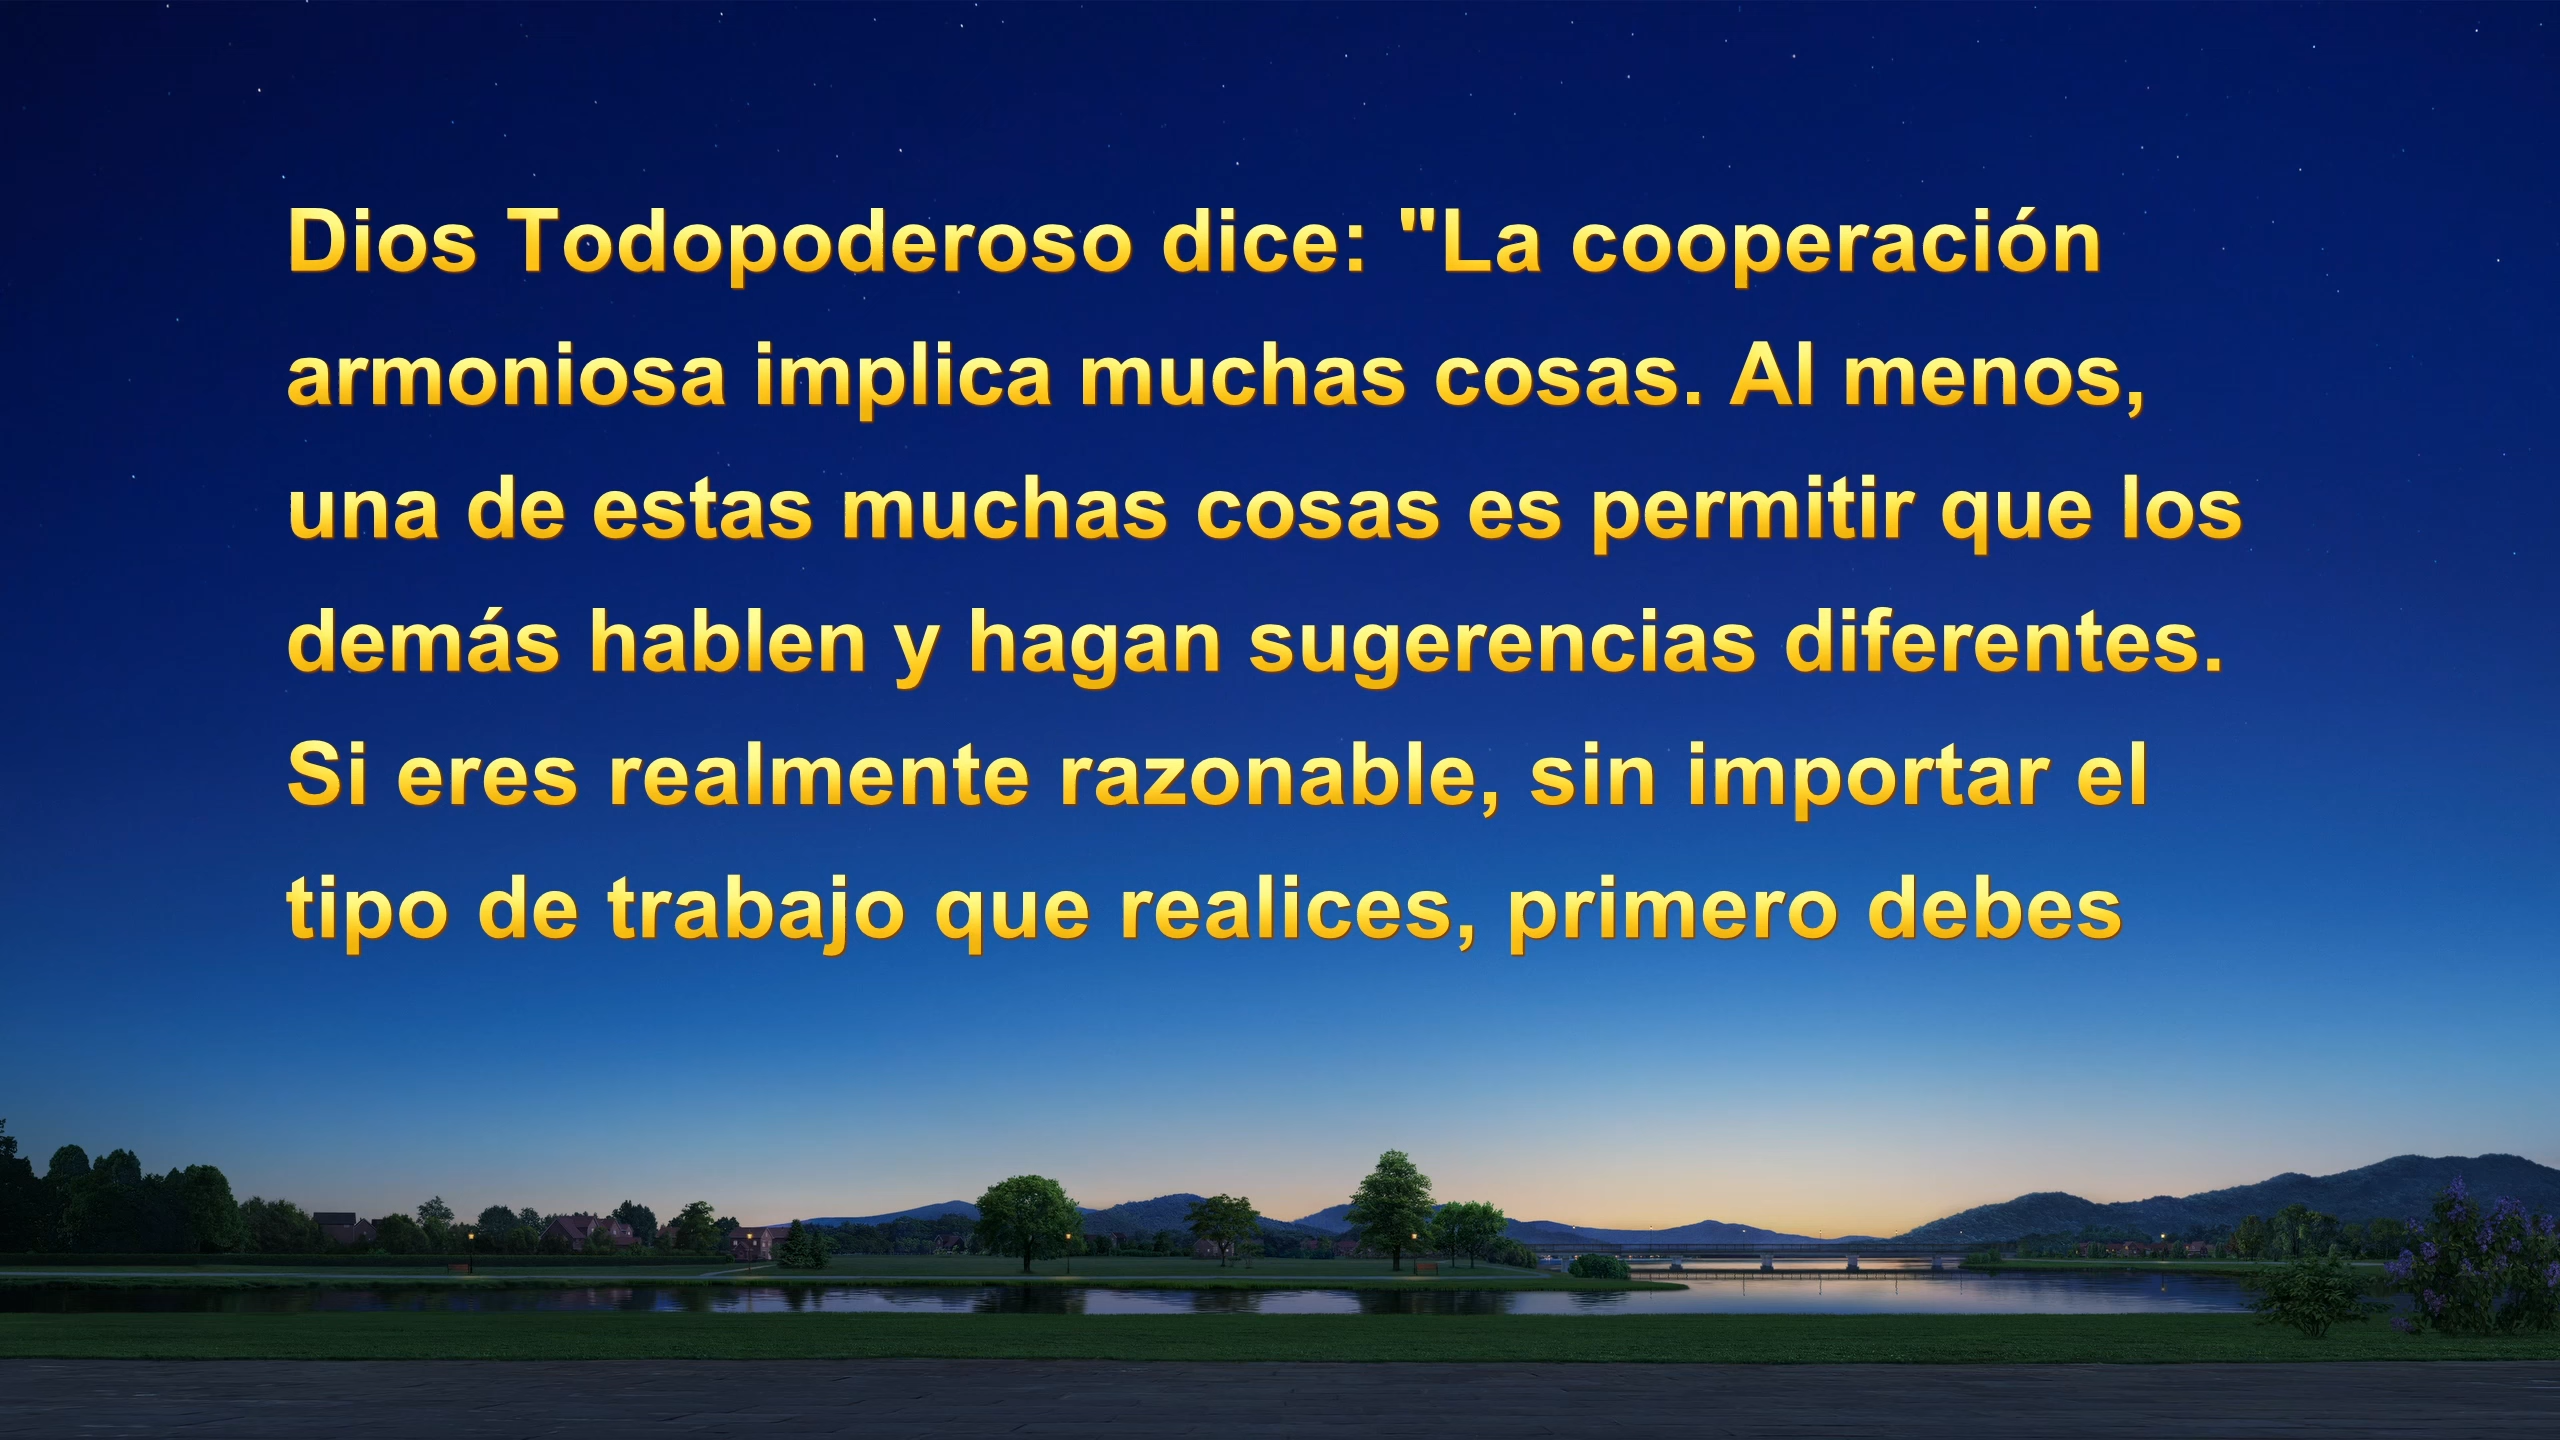 Dios Todopoderoso dice: "La cooperación
armoniosa implica muchas cosas. Al menos,
una de estas muchas cosas es permitir que los
demás hablen y hagan sugerencias diferentes.
Si eres realmente razonable, sin importar el
tipo de trabajo que realices, primero debes